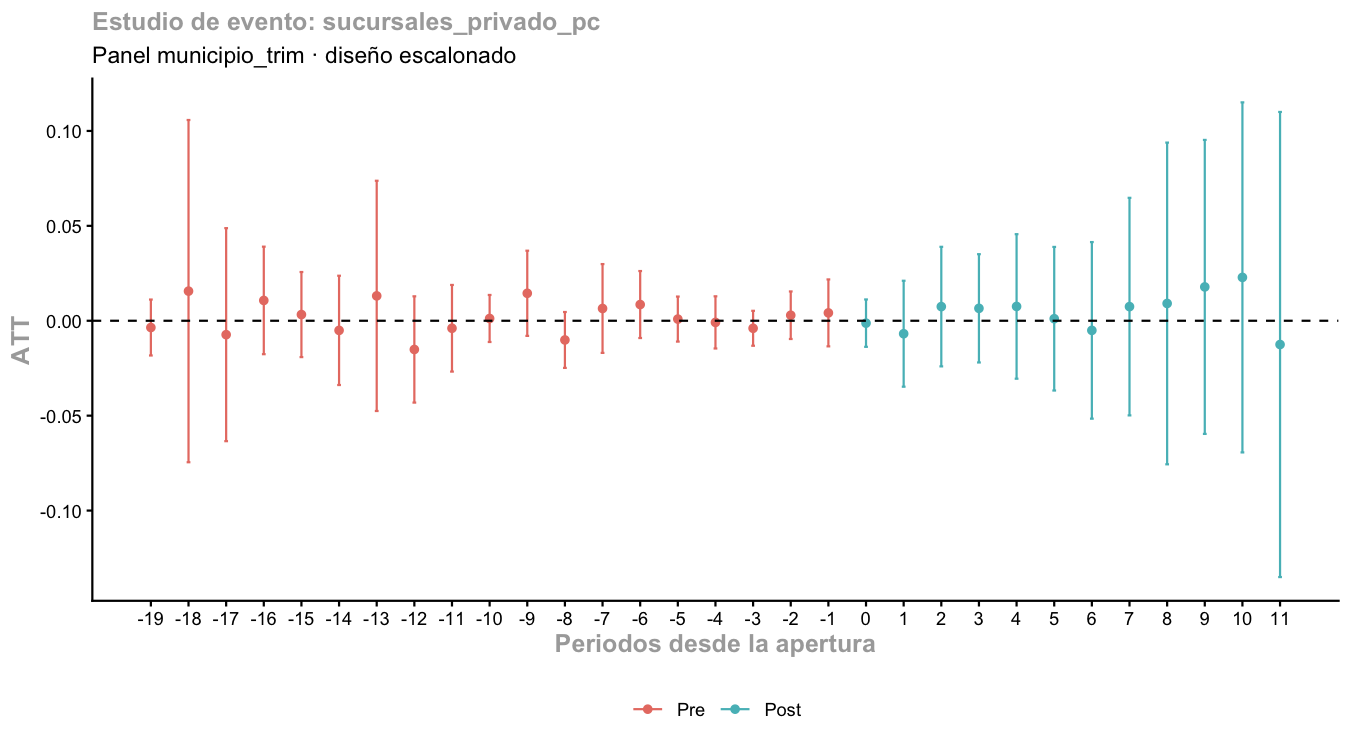 Estudio de evento: sucursales_privado_pc
Panel municipio_trim · diseño escalonado
ATT
0.10
0.05
0.00
-0.05
-0.10
-19 -18 -17 -16 -15 -14 -13 -12 -11 -10 -9 -8 -7 -6 -5 -4 -3 -2 -1 0 1 2 3 4 5 6 7 8 9 10 11
Periodos desde la apertura
Pre Post